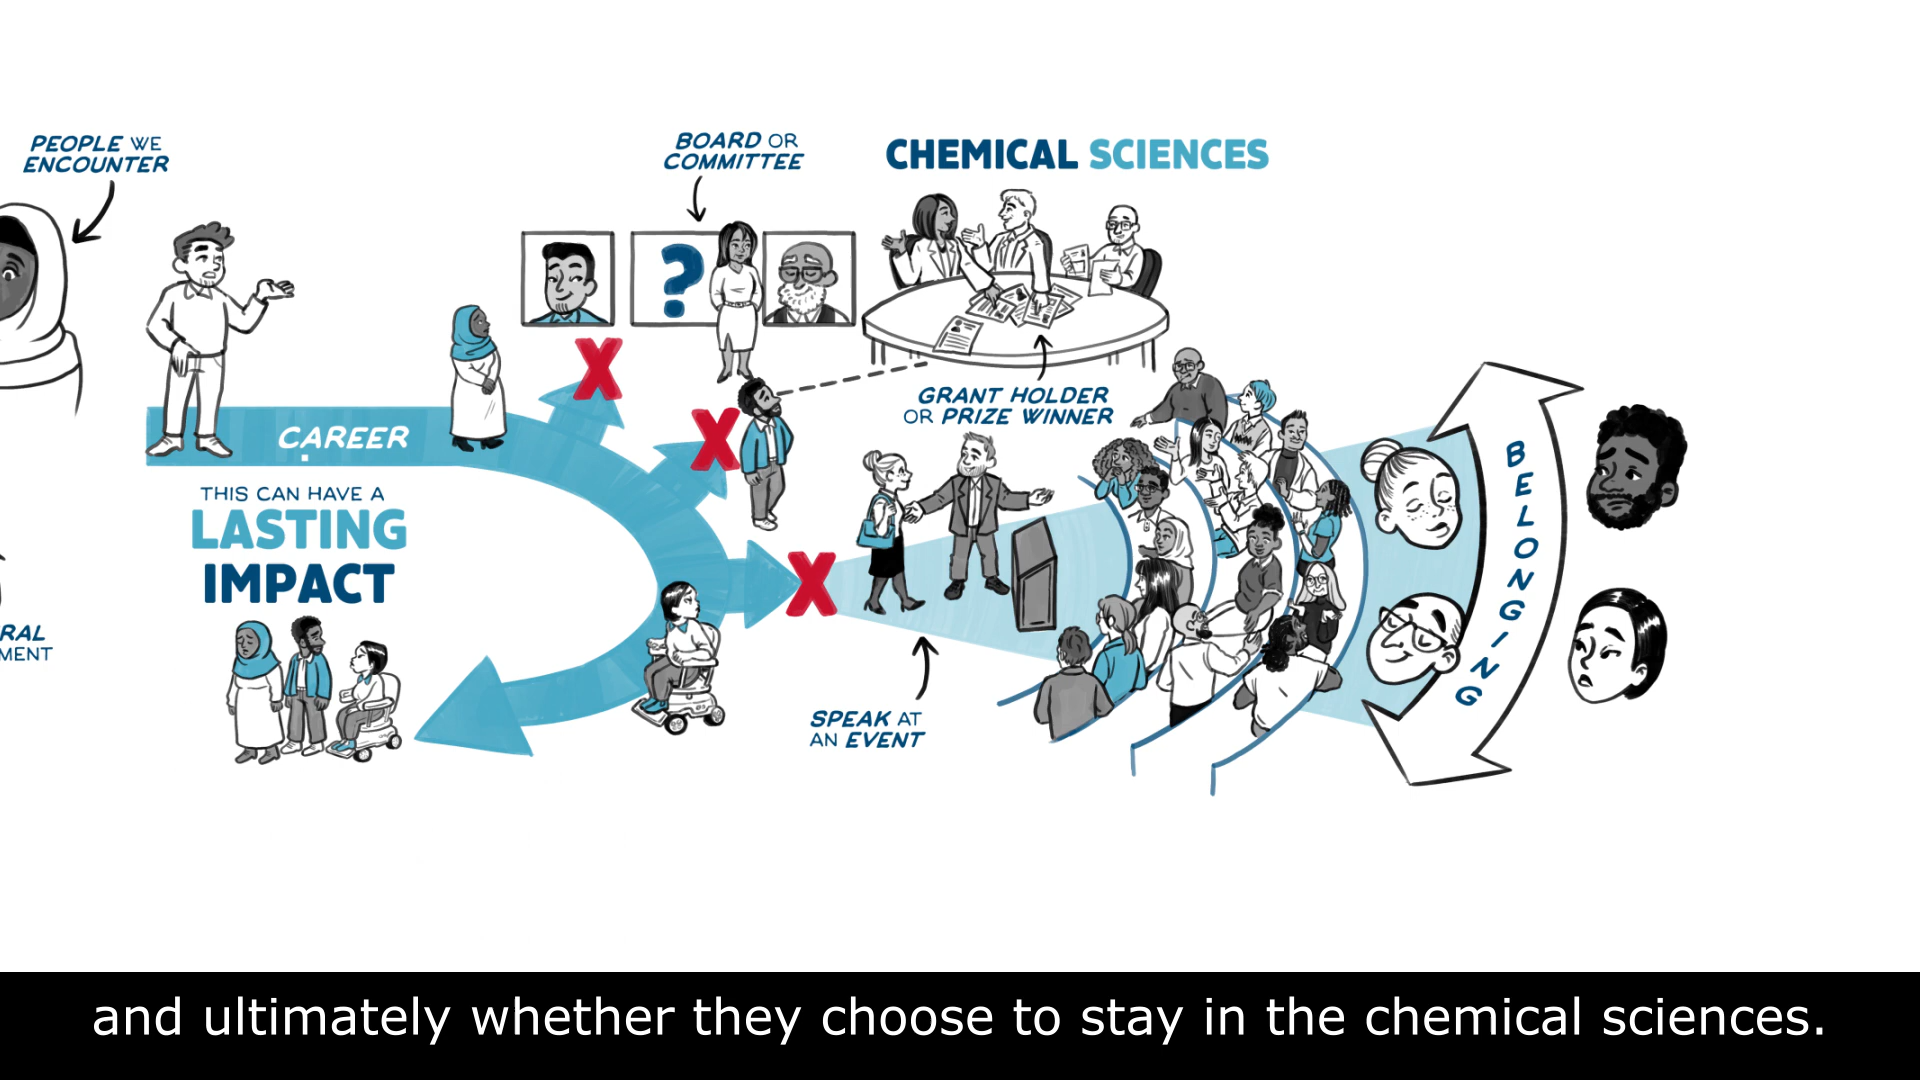 PEOPLE WE
ENCOUNTER
BOARD OR
COMMITTEE
CHEMICAL SCIENCES
?
X
X
X
GRANT HOLDER
OR PRIZE WINNER
CAREER
THIS CAN HAVE A
LASTING
IMPACT
RAL
MENT
SPEAK AT
AN EVENT
BELONGING
and ultimately whether they choose to stay in the chemical sciences.